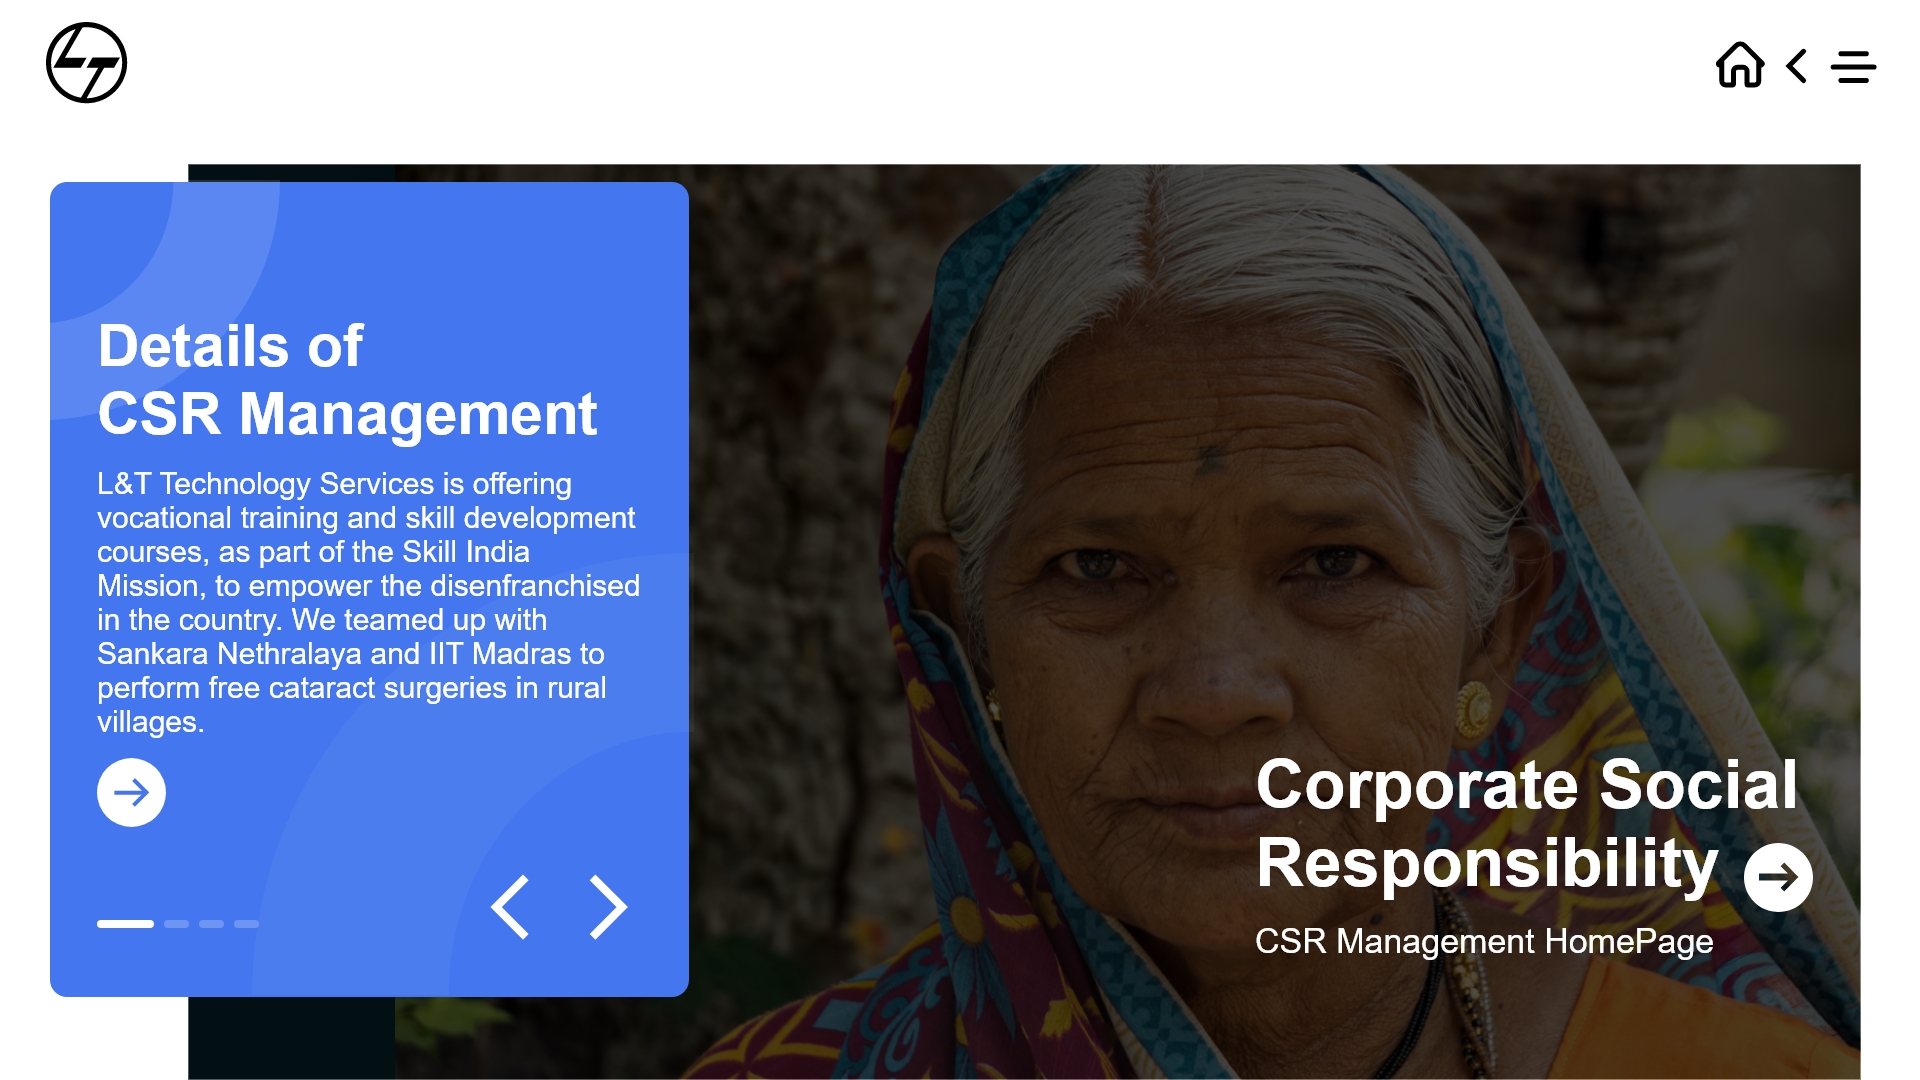 LT
Details of
CSR Management
L&T Technology Services is offering
vocational training and skill development
courses, as part of the Skill India
Mission, to empower the disenfranchised
in the country. We teamed up with
Sankara Nethralaya and IIT Madras to
perform free cataract surgeries in rural
villages.
Corporate Social
Responsibility
CSR Management HomePage